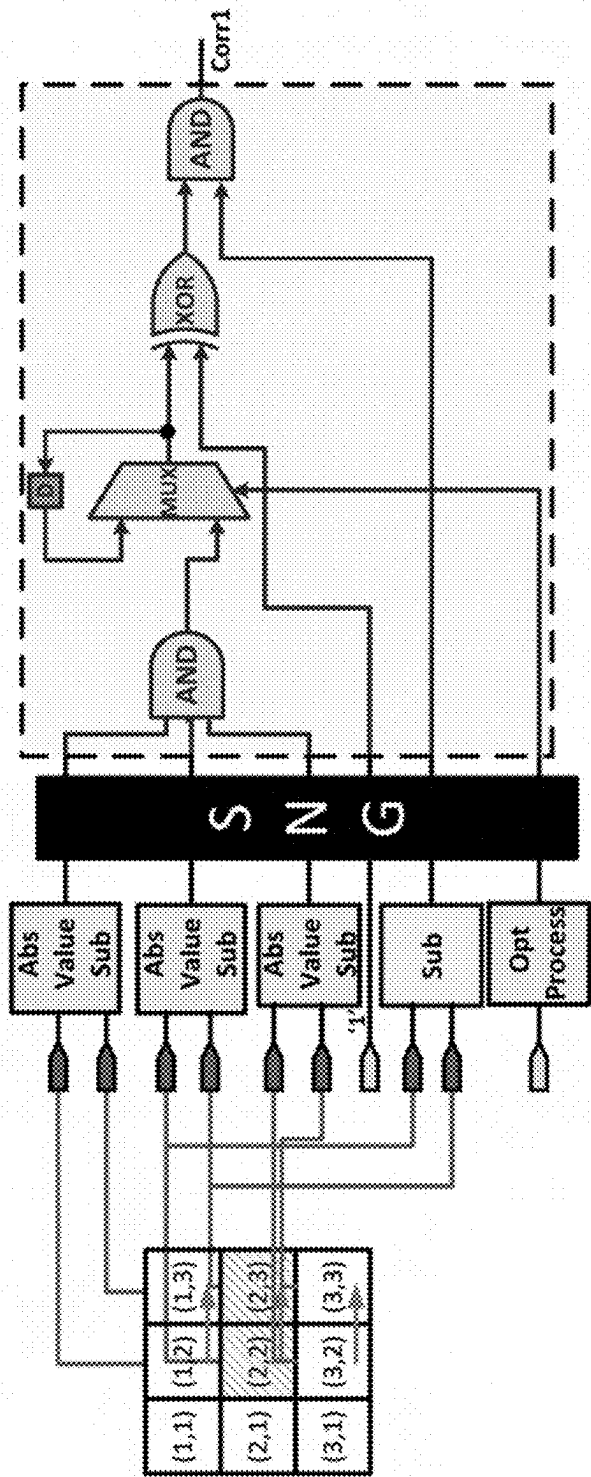 (1,1) (1,2) (1,3)
(2,1) (2,2) (2,3)
(3,1) (3,2) (3,3)
Abs
Value
Sub
Abs
Value
Sub
Abs
Value
Sub
'1'
Sub
Opt
Process
S N G
AND
D
MUX
XOR
AND
Corr1